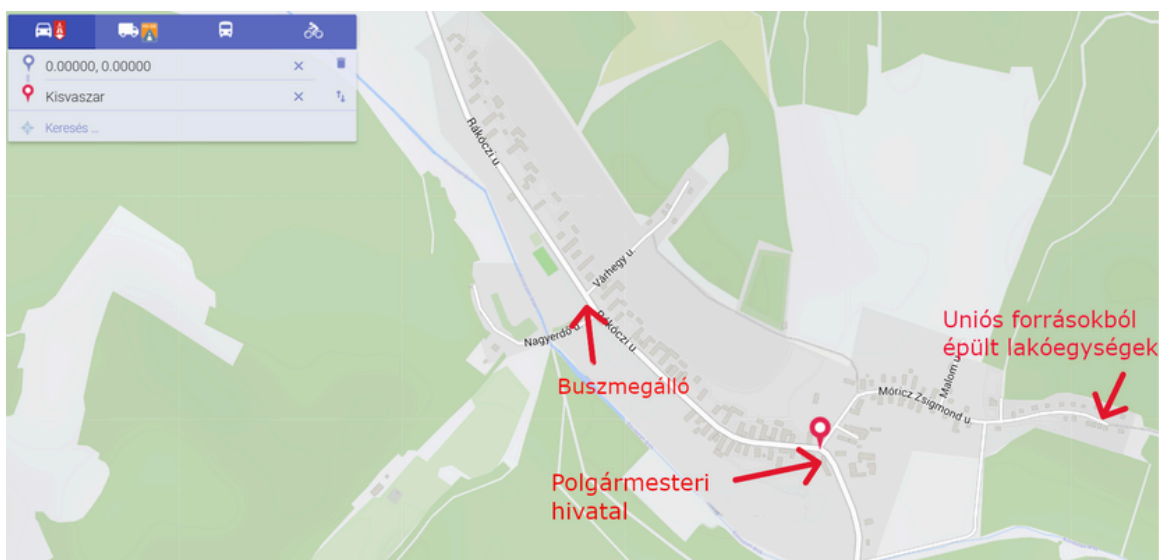 0.00000, 0.00000
Kisvaszar
Keresés ...
Rákóczi u.
Várhegy u.
Rákóczi u.
Nagyerdő u.
Buszmegálló
Uniós forrásokból
épült lakóegységek
Malom u.
Móricz Zsigmond u.
Polgármesteri
hivatal